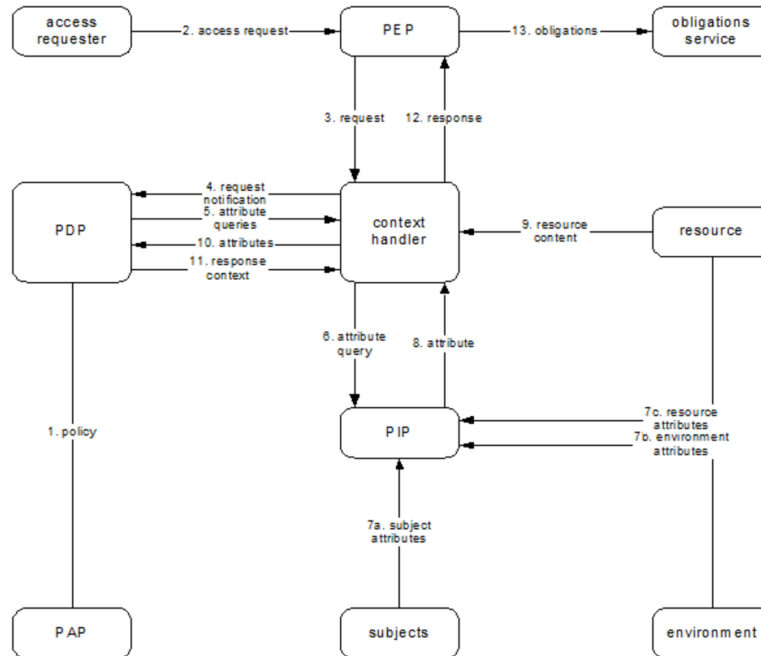 access
requester
2. access request
PEP
13. obligations
obligations
service
3. request
12. response
PDP
4. request
notification
5. attribute
queries
10. attributes
11. response
context
context
handler
9. resource
content
resource
6. attribute
query
8. attribute
1. policy
PIP
7c. resource
attributes
7b. environment
attributes
7a. subject
attributes
PAP
subjects
environment